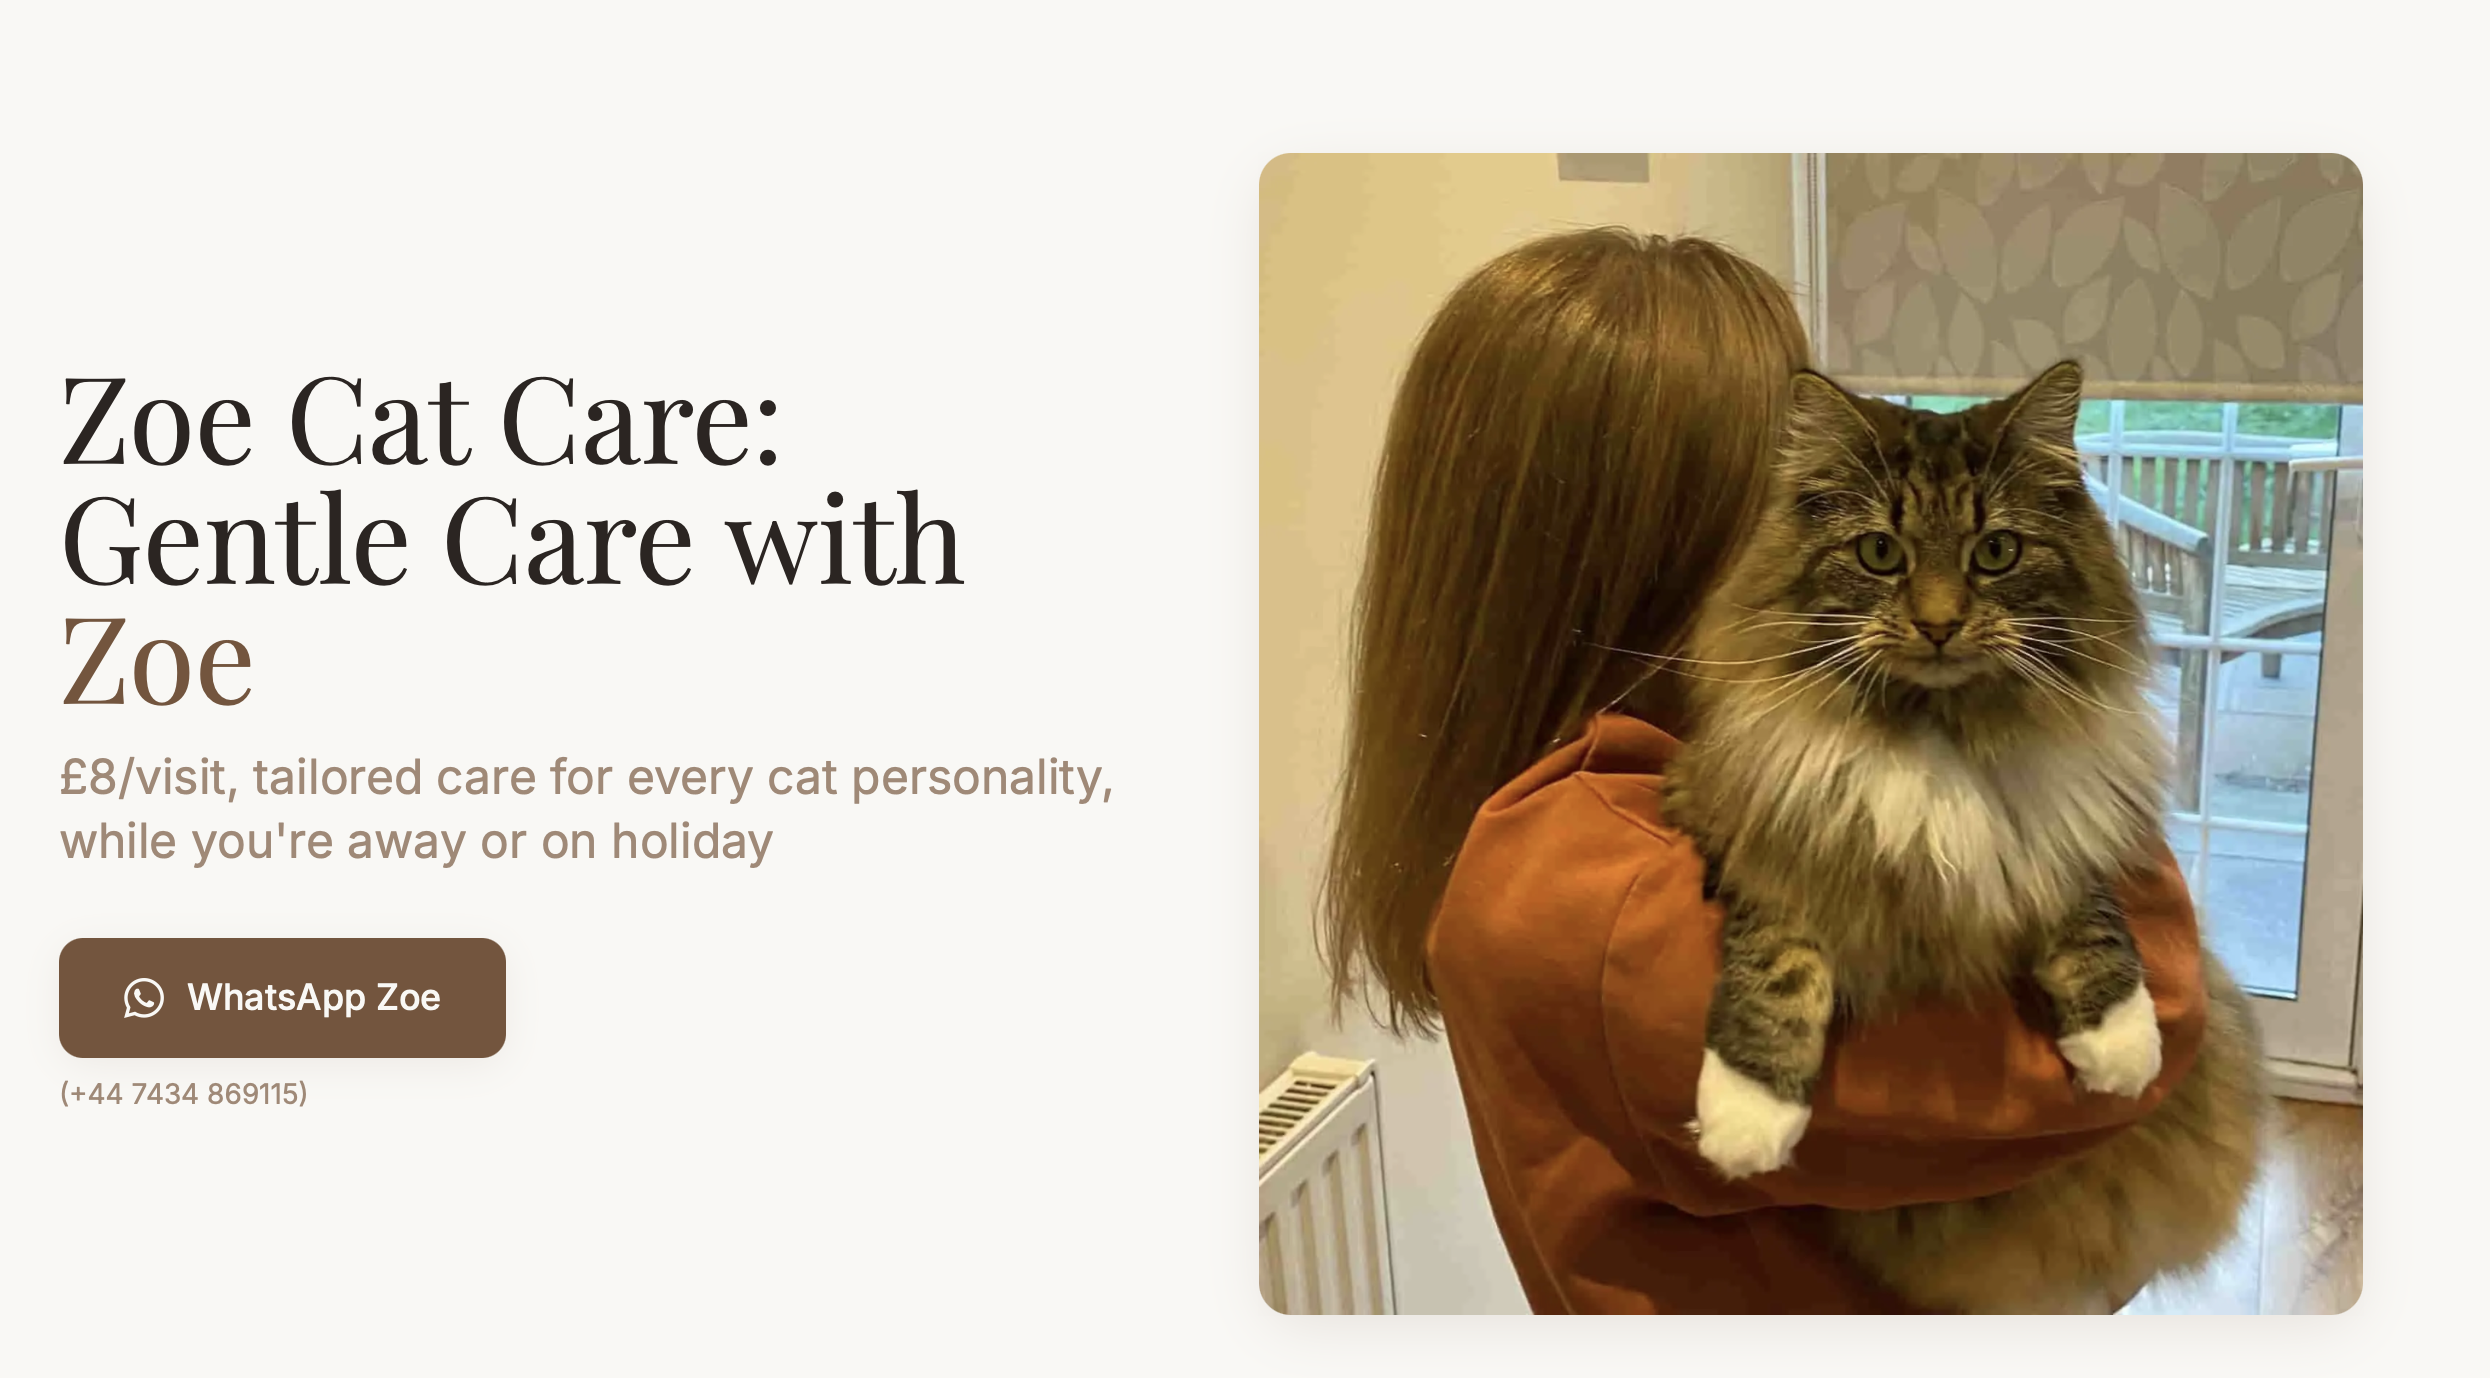 Zoe Cat Care:
Gentle Care with
Zoe
£8/visit, tailored care for every cat personality,
while you're away or on holiday
WhatsApp Zoe
(+44 7434 869115)